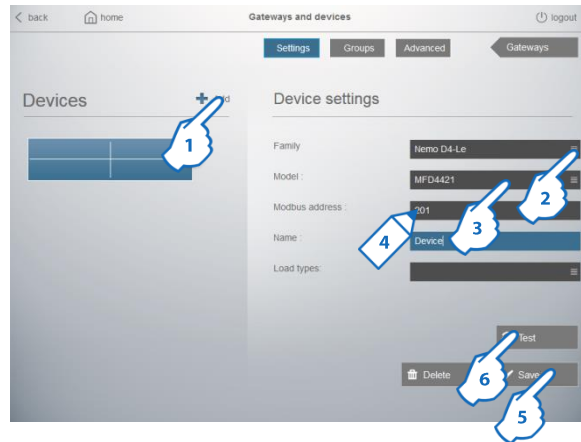 back home Gateways and devices logout
Settings Groups Advanced Gateways
Devices
Device settings
1
Family Nemo D4-Le
2
Model : MFD4421
3
Modbus address : 201
4
Name : Device
Load types:
Test
6
Delete Save
5